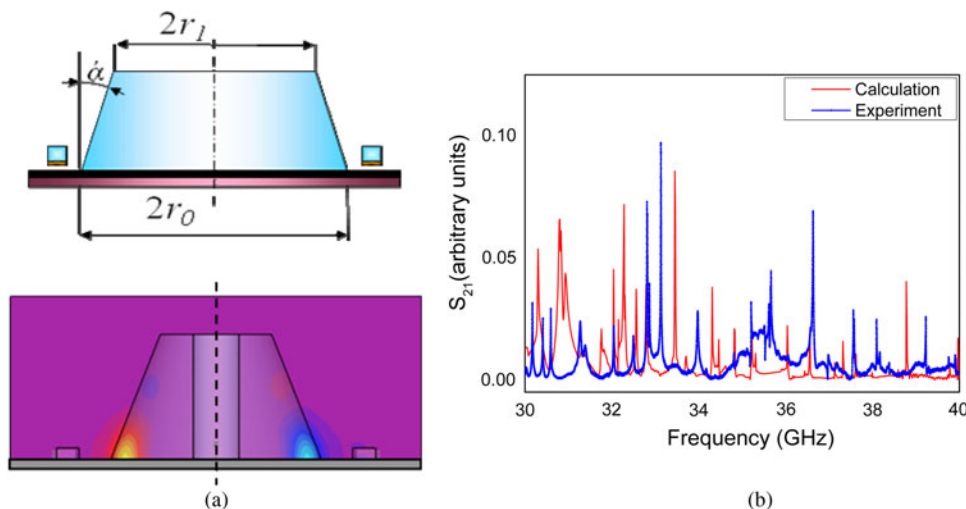 2r₁
ά
2r₀
(a)
Calculation
Experiment
S₂₁(arbitrary units)
0.10
0.05
0.00
30 32 34 36 38 40
Frequency (GHz)
(b)